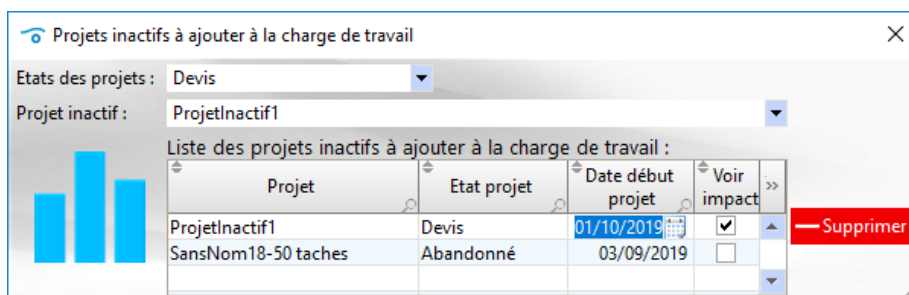 Projets inactifs à ajouter à la charge de travail
Etats des projets : Devis
Projet inactif : ProjetInactif1
Liste des projets inactifs à ajouter à la charge de travail :
Projet Etat projet Date début projet Voir impact >>
ProjetInactif1 Devis 01/10/2019
SansNom18-50 taches Abandonné 03/09/2019
Supprimer